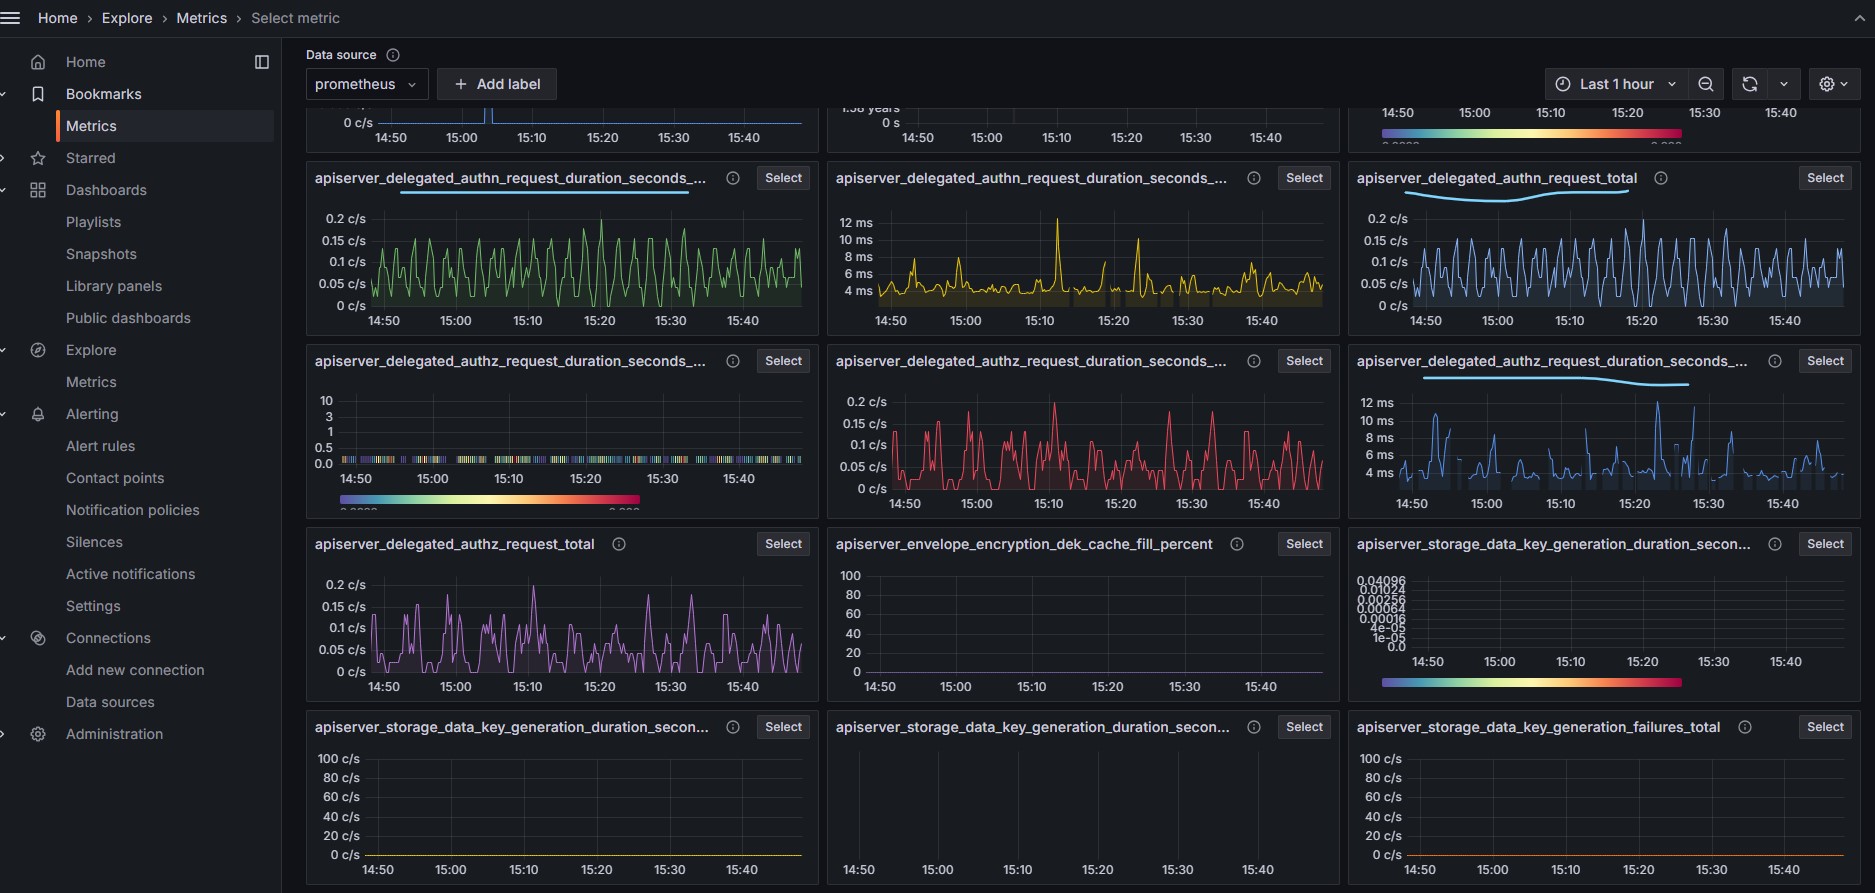 Home › Explore › Metrics › Select metric
Home
Bookmarks
Metrics
Starred
Dashboards
Playlists
Snapshots
Library panels
Public dashboards
Explore
Metrics
Alerting
Alert rules
Contact points
Notification policies
Silences
Active notifications
Settings
Connections
Add new connection
Data sources
Administration
Data source
prometheus
+ Add label
Last 1 hour
0 c/s
14:50 15:00 15:10 15:20 15:30 15:40
1.38 years
0 s
14:50 15:00 15:10 15:20 15:30 15:40
14:50 15:00 15:10 15:20 15:30 15:40
apiserver_delegated_authn_request_duration_seconds_... Select
0.2 c/s
0.15 c/s
0.1 c/s
0.05 c/s
0 c/s
14:50 15:00 15:10 15:20 15:30 15:40
apiserver_delegated_authn_request_duration_seconds_... Select
12 ms
10 ms
8 ms
6 ms
4 ms
14:50 15:00 15:10 15:20 15:30 15:40
apiserver_delegated_authn_request_total Select
0.2 c/s
0.15 c/s
0.1 c/s
0.05 c/s
0 c/s
14:50 15:00 15:10 15:20 15:30 15:40
apiserver_delegated_authz_request_duration_seconds_... Select
10
3
1
0.5
0.0
14:50 15:00 15:10 15:20 15:30 15:40
apiserver_delegated_authz_request_duration_seconds_... Select
0.2 c/s
0.15 c/s
0.1 c/s
0.05 c/s
0 c/s
14:50 15:00 15:10 15:20 15:30 15:40
apiserver_delegated_authz_request_duration_seconds_... Select
12 ms
10 ms
8 ms
6 ms
4 ms
14:50 15:00 15:10 15:20 15:30 15:40
apiserver_delegated_authz_request_total Select
0.2 c/s
0.15 c/s
0.1 c/s
0.05 c/s
0 c/s
14:50 15:00 15:10 15:20 15:30 15:40
apiserver_envelope_encryption_dek_cache_fill_percent Select
100
80
60
40
20
0
14:50 15:00 15:10 15:20 15:30 15:40
apiserver_storage_data_key_generation_duration_secon... Select
0.04096
0.01024
0.00256
0.00064
0.00016
4e-05
1e-05
0.0
14:50 15:00 15:10 15:20 15:30 15:40
apiserver_storage_data_key_generation_duration_secon... Select
100 c/s
80 c/s
60 c/s
40 c/s
20 c/s
0 c/s
14:50 15:00 15:10 15:20 15:30 15:40
apiserver_storage_data_key_generation_duration_secon... Select
14:50 15:00 15:10 15:20 15:30 15:40
apiserver_storage_data_key_generation_failures_total Select
100 c/s
80 c/s
60 c/s
40 c/s
20 c/s
0 c/s
14:50 15:00 15:10 15:20 15:30 15:40